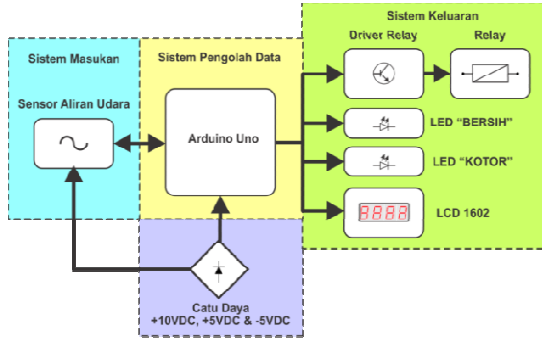 Sistem Keluaran
Driver Relay
Relay
Sistem Masukan
Sistem Pengolah Data
Sensor Aliran Udara
Arduino Uno
LED "BERSIH"
LED "KOTOR"
LCD 1602
8888
Catu Daya
+10VDC, +5VDC & -5VDC